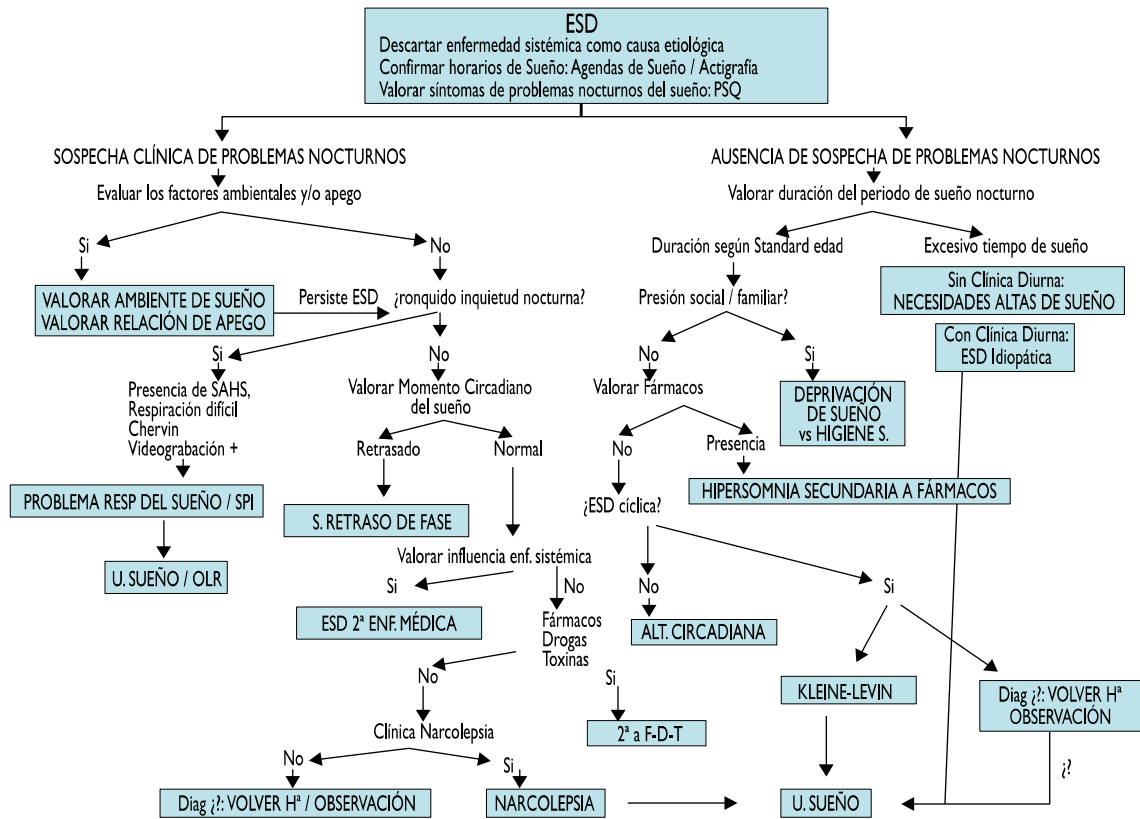 ESD
Descartar enfermedad sistémica como causa etiológica
Confirmar horarios de Sueño: Agendas de Sueño / Actigrafía
Valorar síntomas de problemas nocturnos del sueño: PSQ
SOSPECHA CLÍNICA DE PROBLEMAS NOCTURNOS
Evaluar los factores ambientales y/o apego
Si
No
VALORAR AMBIENTE DE SUEÑO
VALORAR RELACIÓN DE APEGO
Persiste ESD
¿ronquido inquietud nocturna?
Si
No
Presencia de SAHS,
Respiración difícil
Chervin
Videograbación +
PROBLEMA RESP DEL SUEÑO / SPI
U. SUEÑO / OLR
Valorar Momento Circadiano
del sueño
Retrasado
Normal
S. RETRASO DE FASE
Valorar influencia enf. sistémica
Si
No
ESD 2ª ENF. MÉDICA
Fármacos
Drogas
Toxinas
No
Si
Clínica Narcolepsia
2ª a F-D-T
No
Si
Diag ¿?: VOLVER Hª / OBSERVACIÓN
NARCOLEPSIA
AUSENCIA DE SOSPECHA DE PROBLEMAS NOCTURNOS
Valorar duración del periodo de sueño nocturno
Duración según Standard edad
Excesivo tiempo de sueño
Sin Clínica Diurna:
NECESIDADES ALTAS DE SUEÑO
Con Clínica Diurna:
ESD Idiopática
Presión social / familiar?
No
Si
Valorar Fármacos
DEPRIVACIÓN
DE SUEÑO
vs HIGIENE S.
No
Presencia
HIPERSOMNIA SECUNDARIA A FÁRMACOS
¿ESD cíclica?
No
Si
ALT. CIRCADIANA
KLEINE-LEVIN
Diag ¿?: VOLVER Hª
OBSERVACIÓN
¿?
U. SUEÑO